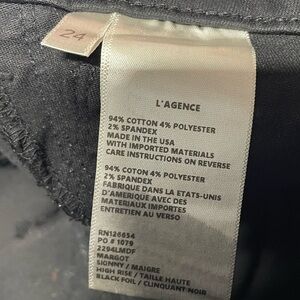 24
L'AGENCE
94% COTTON 4% POLYESTER
2% SPANDEX
MADE IN THE USA
WITH IMPORTED MATERIALS
CARE INSTRUCTIONS ON REVERSE
94% COTON 4% POLYESTER
2% SPANDEX
FABRIQUE DANS LA ETATS-UNIS
D'AMERIQUE AVEC DES
MATERIAUX IMPORTES
ENTRETIEN AU VERSO
RN126654
PO # 1079
2294LMDF
MARGOT
SKINNY / MAIGRE
HIGH RISE / TAILLE HAUTE
BLACK FOIL / CLINQUANT NOIR